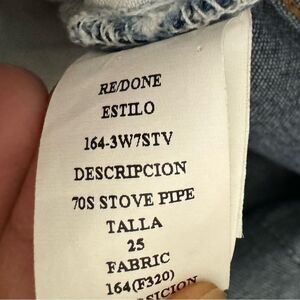 RE/DONE
ESTILO
164-3W7STV
DESCRIPCION
70S STOVE PIPE
TALLA
25
FABRIC
164(F320)